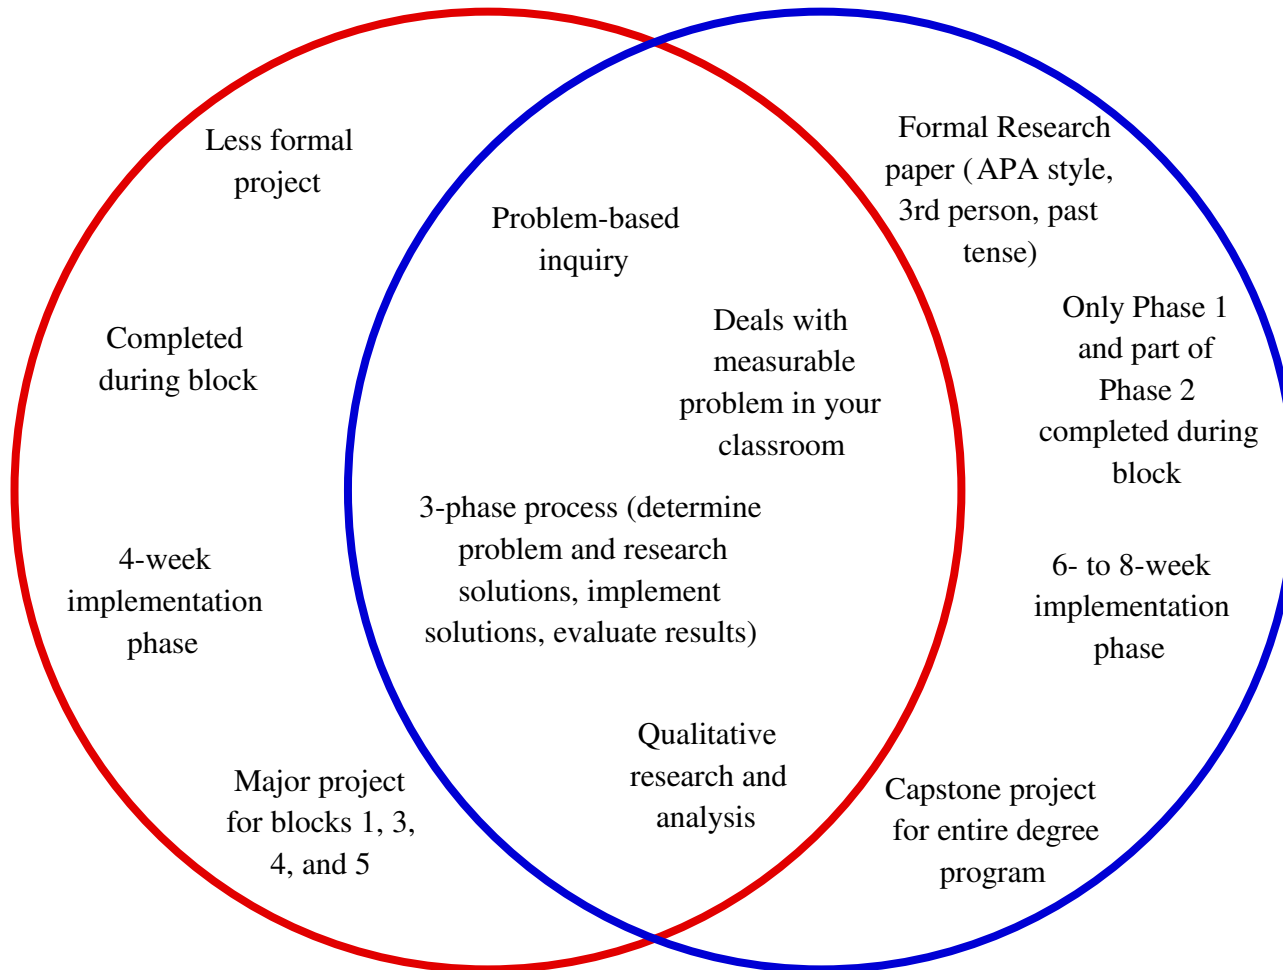 Less formal
project
Completed
during block
4-week
implementation
phase
Major project
for blocks 1, 3,
4, and 5
Problem-based
inquiry
Deals with
measurable
problem in your
classroom
3-phase process (determine
problem and research
solutions, implement
solutions, evaluate results)
Qualitative
research and
analysis
Formal Research
paper (APA style,
3rd person, past
tense)
Only Phase 1
and part of
Phase 2
completed during
block
6- to 8-week
implementation
phase
Capstone project
for entire degree
program